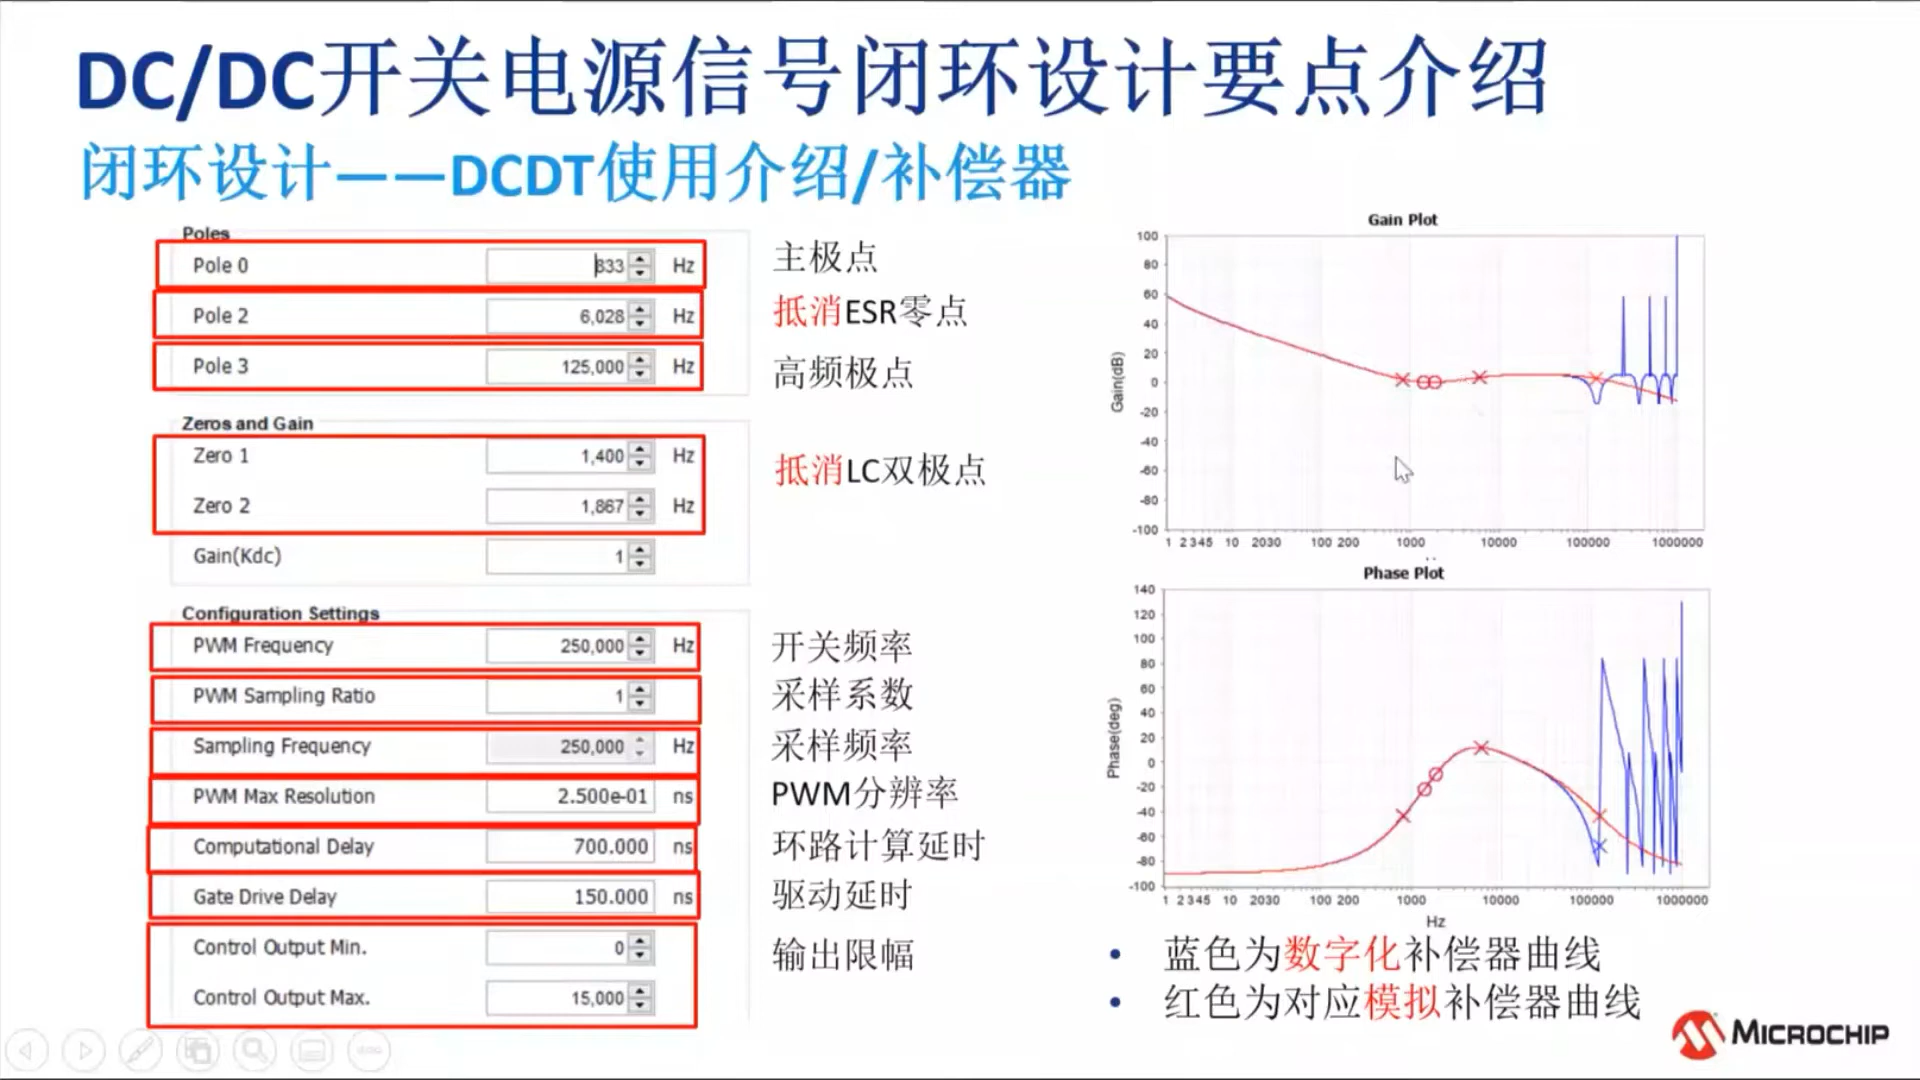 DC/DC开关电源信号闭环设计要点介绍
闭环设计——DCDT使用介绍/补偿器
Poles
Pole 0 833 Hz 主极点
Pole 2 6,028 Hz 抵消ESR零点
Pole 3 125,000 Hz 高频极点
Zeros and Gain
Zero 1 1,400 Hz
抵消LC双极点
Zero 2 1,867 Hz
Gain(Kdc) 1
Configuration Settings
PWM Frequency 250,000 Hz 开关频率
PWM Sampling Ratio 1 采样系数
Sampling Frequency 250,000 Hz 采样频率
PWM Max Resolution 2.500e-01 ns PWM分辨率
Computational Delay 700.000 ns 环路计算延时
Gate Drive Delay 150.000 ns 驱动延时
Control Output Min. 0 输出限幅
Control Output Max. 15,000
Gain Plot
Gain(dB)
100
80
60
40
20
0
-20
-40
-60
-80
-100
1 2 3 4 5 10 20 30 100 200 1000 10000 100000 1000000
Phase Plot
Phase(deg)
140
120
100
80
60
40
20
0
-20
-40
-60
-80
-100
1 2 3 4 5 10 20 30 100 200 1000 10000 100000 1000000
Hz
• 蓝色为数字化补偿器曲线
• 红色为对应模拟补偿器曲线
MICROCHIP